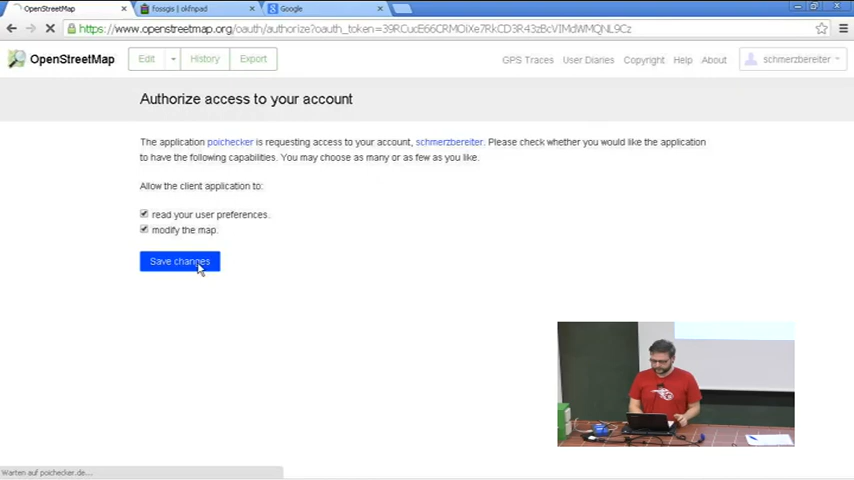 OpenStreetMap
fossgis | okfnpad
Google
https://www.openstreetmap.org/oauth/authorize?oauth_token=39RCucE66CRMOiXe7RkCD3R43zBcVIMdWMQNL9Cz
OpenStreetMap
Edit
History
Export
GPS Traces
User Diaries
Copyright
Help
About
schmerzbereiter
Authorize access to your account
The application poichecker is requesting access to your account, schmerzbereiter. Please check whether you would like the application
to have the following capabilities. You may choose as many or as few as you like.
Allow the client application to:
read your user preferences.
modify the map.
Save changes
Warten auf poichecker.de...